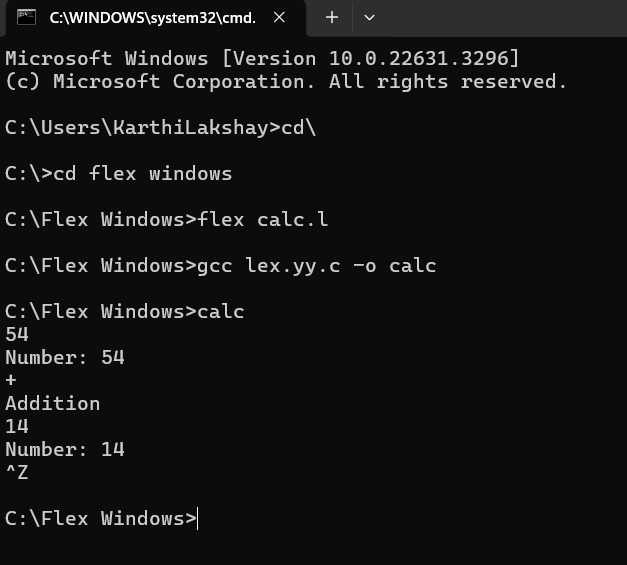 C:\WINDOWS\system32\cmd.
Microsoft Windows [Version 10.0.22631.3296]
(c) Microsoft Corporation. All rights reserved.
C:\Users\KarthiLakshay>cd\
C:\>cd flex windows
C:\Flex Windows>flex calc.l
C:\Flex Windows>gcc lex.yy.c -o calc
C:\Flex Windows>calc
54
Number: 54
+
Addition
14
Number: 14
^Z
C:\Flex Windows>